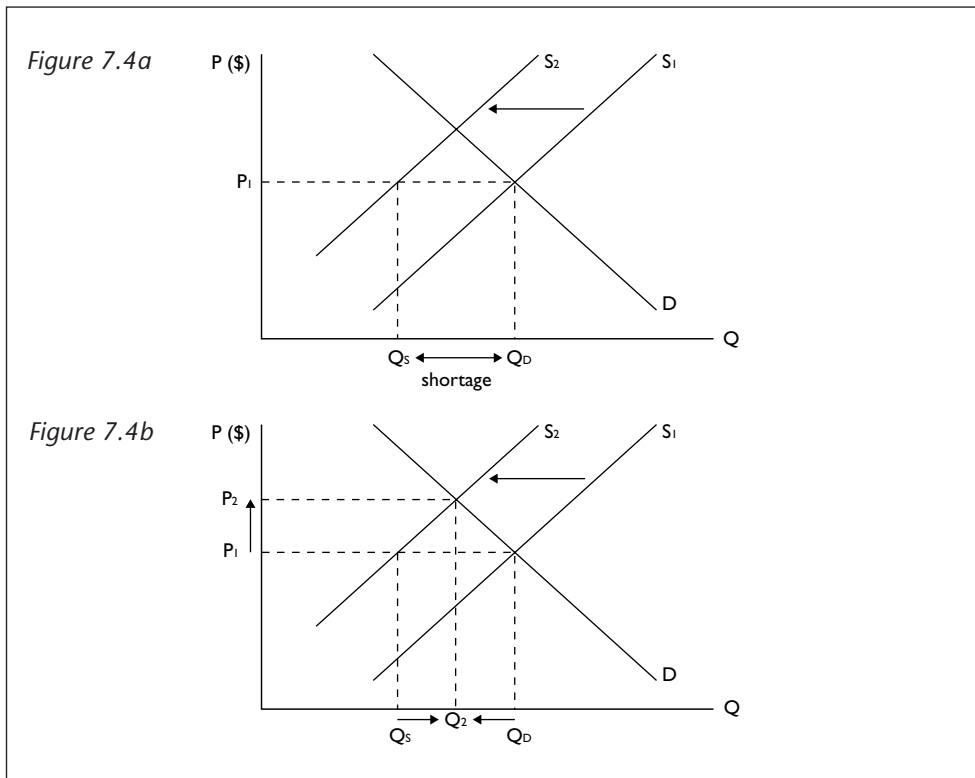 Figure 7.4a
P ($)
S2
S1
P1
D
Q
QS
QD
shortage
Figure 7.4b
P ($)
S2
S1
P2
P1
D
Q
Q2
QS
QD